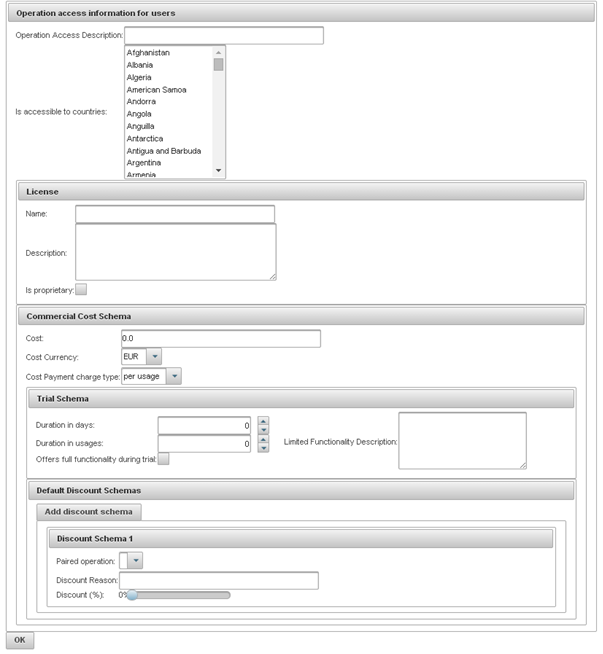 Operation access information for users
Operation Access Description:
Afghanistan
Albania
Algeria
American Samoa
Andorra
Is accessible to countries:
Angola
Anguilla
Antarctica
Antigua and Barbuda
Argentina
Armenia
License
Name:
Description:
Is proprietary:
Commercial Cost Schema
Cost: 0.0
Cost Currency: EUR
Cost Payment charge type: per usage
Trial Schema
Duration in days: 0
Duration in usages: 0
Limited Functionality Description:
Offers full functionality during trial:
Default Discount Schemas
Add discount schema
Discount Schema 1
Paired operation:
Discount Reason:
Discount (%): 0%
OK